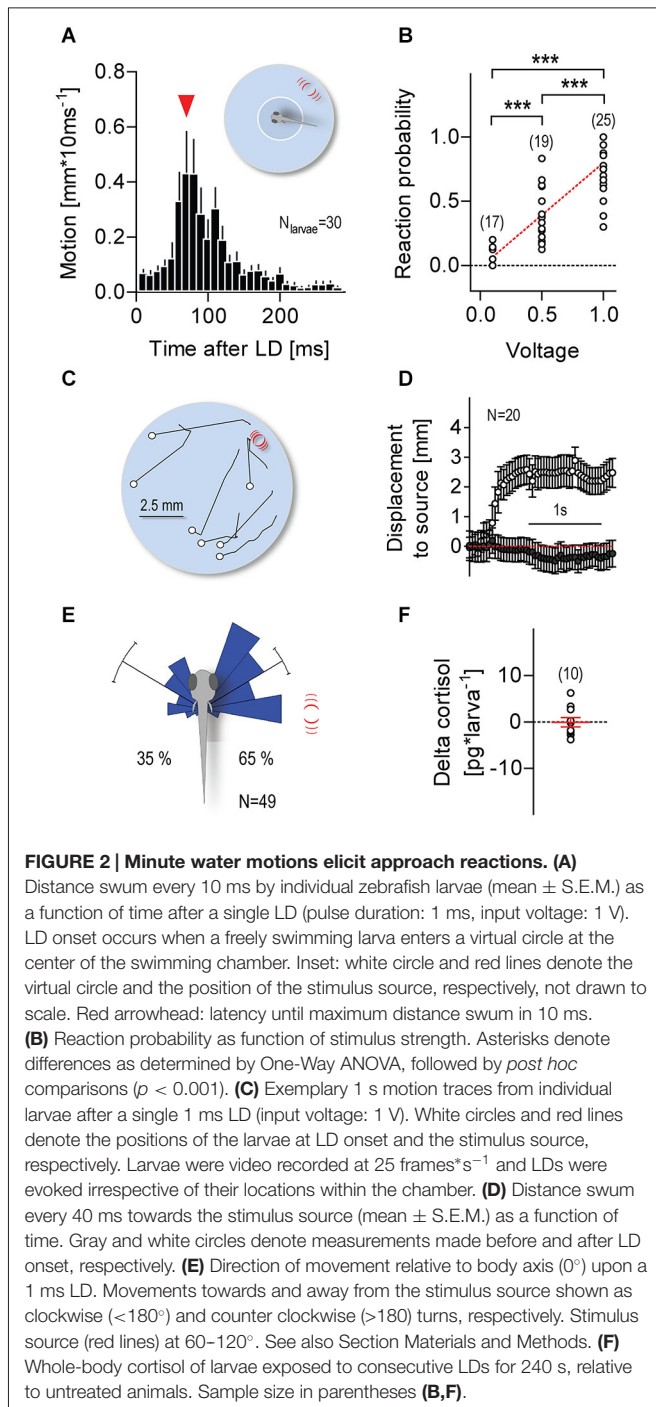 A
B
0.8
0.6
0.4
0.2
0.0
Motion [mm*10ms-1]
Nlarvae=30
100
200
Time after LD [ms]
***
***
***
(17)
(19)
(25)
1.0
0.5
0.0
Reaction probability
0.0
0.5
1.0
Voltage
C
2.5 mm
D
N=20
4
3
2
1
0
Displacement
to source [mm]
1s
E
35 %
65 %
N=49
F
(10)
10
0
-10
Delta cortisol
[pg*larva-1]
FIGURE 2 | Minute water motions elicit approach reactions. (A)
Distance swum every 10 ms by individual zebrafish larvae (mean ± S.E.M.) as
a function of time after a single LD (pulse duration: 1 ms, input voltage: 1 V).
LD onset occurs when a freely swimming larva enters a virtual circle at the
center of the swimming chamber. Inset: white circle and red lines denote the
virtual circle and the position of the stimulus source, respectively, not drawn to
scale. Red arrowhead: latency until maximum distance swum in 10 ms.
(B) Reaction probability as function of stimulus strength. Asterisks denote
differences as determined by One-Way ANOVA, followed by post hoc
comparisons (p < 0.001). (C) Exemplary 1 s motion traces from individual
larvae after a single 1 ms LD (input voltage: 1 V). White circles and red lines
denote the positions of the larvae at LD onset and the stimulus source,
respectively. Larvae were video recorded at 25 frames*s-1 and LDs were
evoked irrespective of their locations within the chamber. (D) Distance swum
every 40 ms towards the stimulus source (mean ± S.E.M.) as a function of
time. Gray and white circles denote measurements made before and after LD
onset, respectively. (E) Direction of movement relative to body axis (0°) upon a
1 ms LD. Movements towards and away from the stimulus source shown as
clockwise (<180°) and counter clockwise (>180) turns, respectively. Stimulus
source (red lines) at 60–120°. See also Section Materials and Methods. (F)
Whole-body cortisol of larvae exposed to consecutive LDs for 240 s, relative
to untreated animals. Sample size in parentheses (B,F).